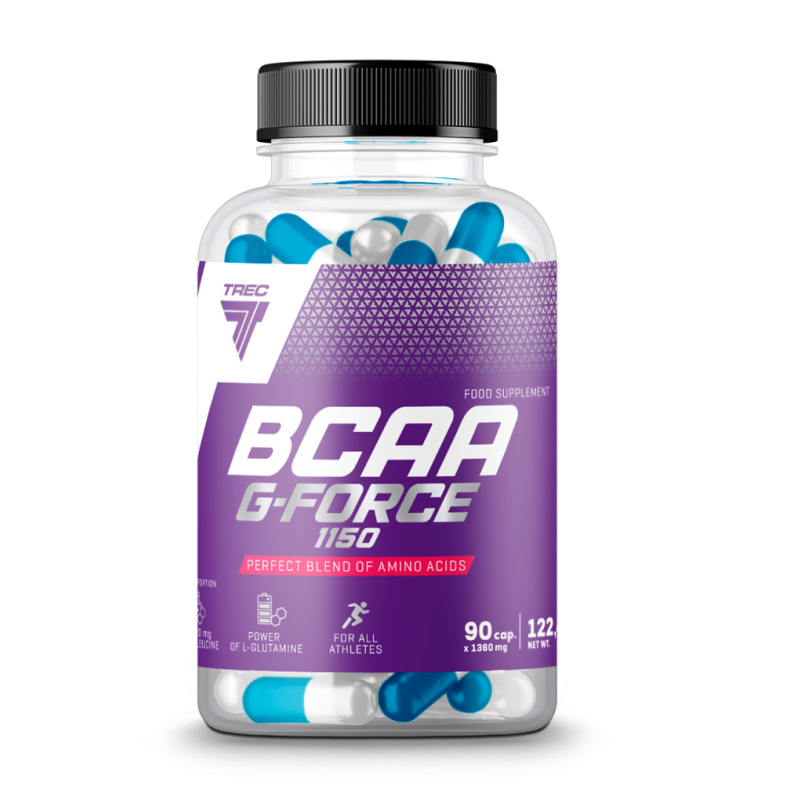 TREC
FOOD SUPPLEMENT
BCAA
G-FORCE
1150
PERFECT BLEND OF AMINO ACIDS
POWER
OF L-GLUTAMINE
FOR ALL
ATHLETES
90 cap.
x 1360 mg
122,
NET WT.